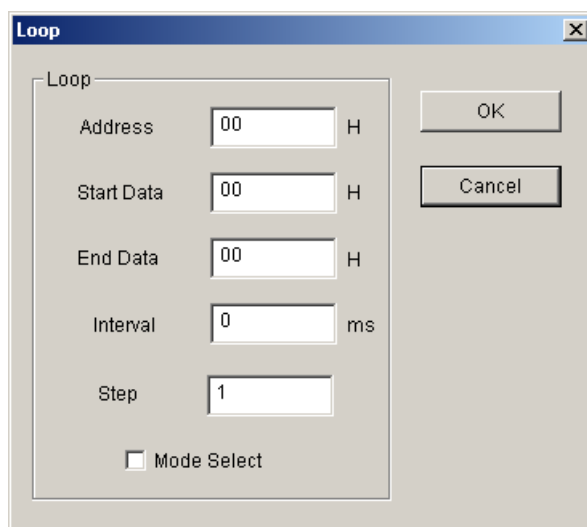 Loop
Loop
Address 00 H
OK
Start Data 00 H
Cancel
End Data 00 H
Interval 0 ms
Step 1
Mode Select